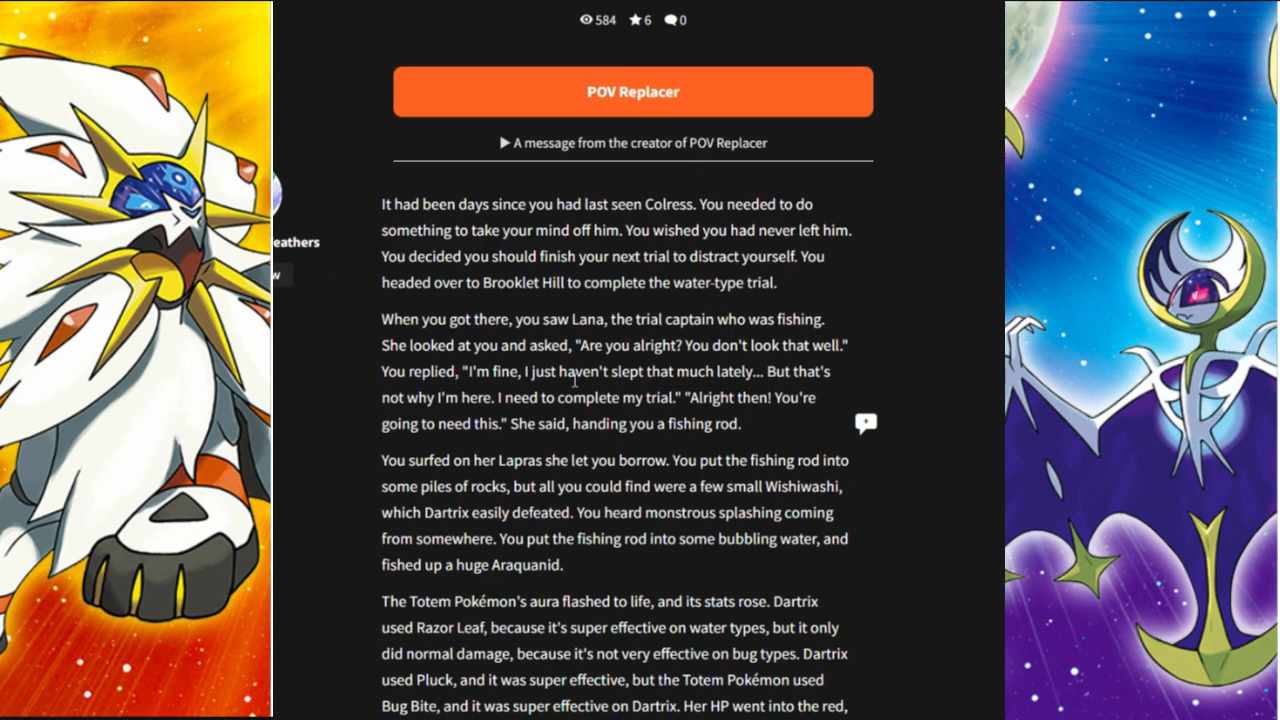 584 6 0
POV Replacer
▶ A message from the creator of POV Replacer
It had been days since you had last seen Colress. You needed to do
something to take your mind off him. You wished you had never left him.
You decided you should finish your next trial to distract yourself. You
eathers
w
headed over to Brooklet Hill to complete the water-type trial.
When you got there, you saw Lana, the trial captain who was fishing.
She looked at you and asked, "Are you alright? You don't look that well."
You replied, "I'm fine, I just haven't slept that much lately... But that's
not why I'm here. I need to complete my trial." "Alright then! You're
going to need this." She said, handing you a fishing rod.
You surfed on her Lapras she let you borrow. You put the fishing rod into
some piles of rocks, but all you could find were a few small Wishiwashi,
which Dartrix easily defeated. You heard monstrous splashing coming
from somewhere. You put the fishing rod into some bubbling water, and
fished up a huge Araquanid.
The Totem Pokémon's aura flashed to life, and its stats rose. Dartrix
used Razor Leaf, because it's super effective on water types, but it only
did normal damage, because it's not very effective on bug types. Dartrix
used Pluck, and it was super effective, but the Totem Pokémon used
Bug Bite, and it was super effective on Dartrix. Her HP went into the red,